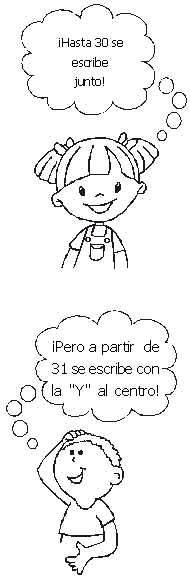 ¡Hasta 30 se
escribe
junto!
¡Pero a partir de
31 se escribe con
la "Y" al centro!